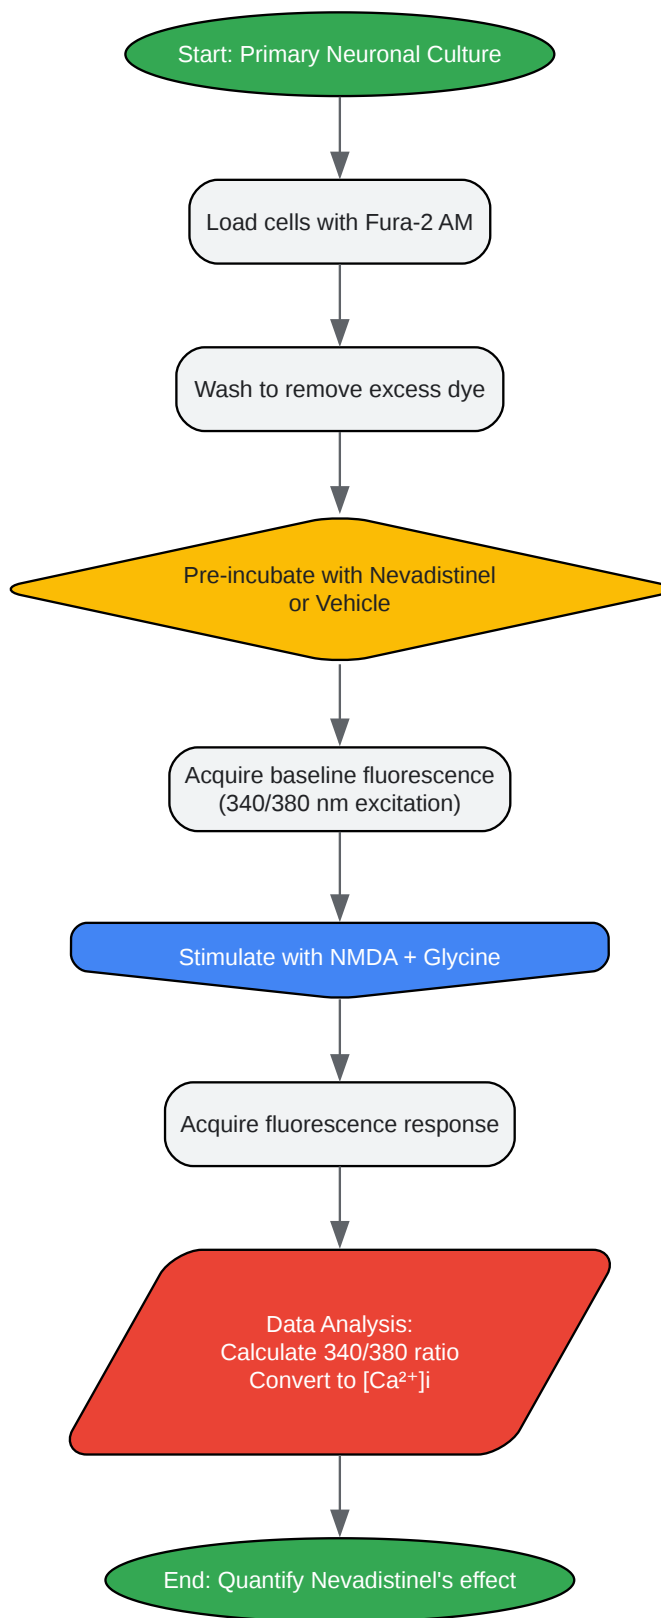 Start: Primary Neuronal Culture
Load cells with Fura-2 AM
Wash to remove excess dye
Pre-incubate with Nevadistinel
or Vehicle
Acquire baseline fluorescence
(340/380 nm excitation)
Stimulate with NMDA + Glycine
Acquire fluorescence response
Data Analysis:
Calculate 340/380 ratio
Convert to [Ca²⁺]i
End: Quantify Nevadistinel's effect